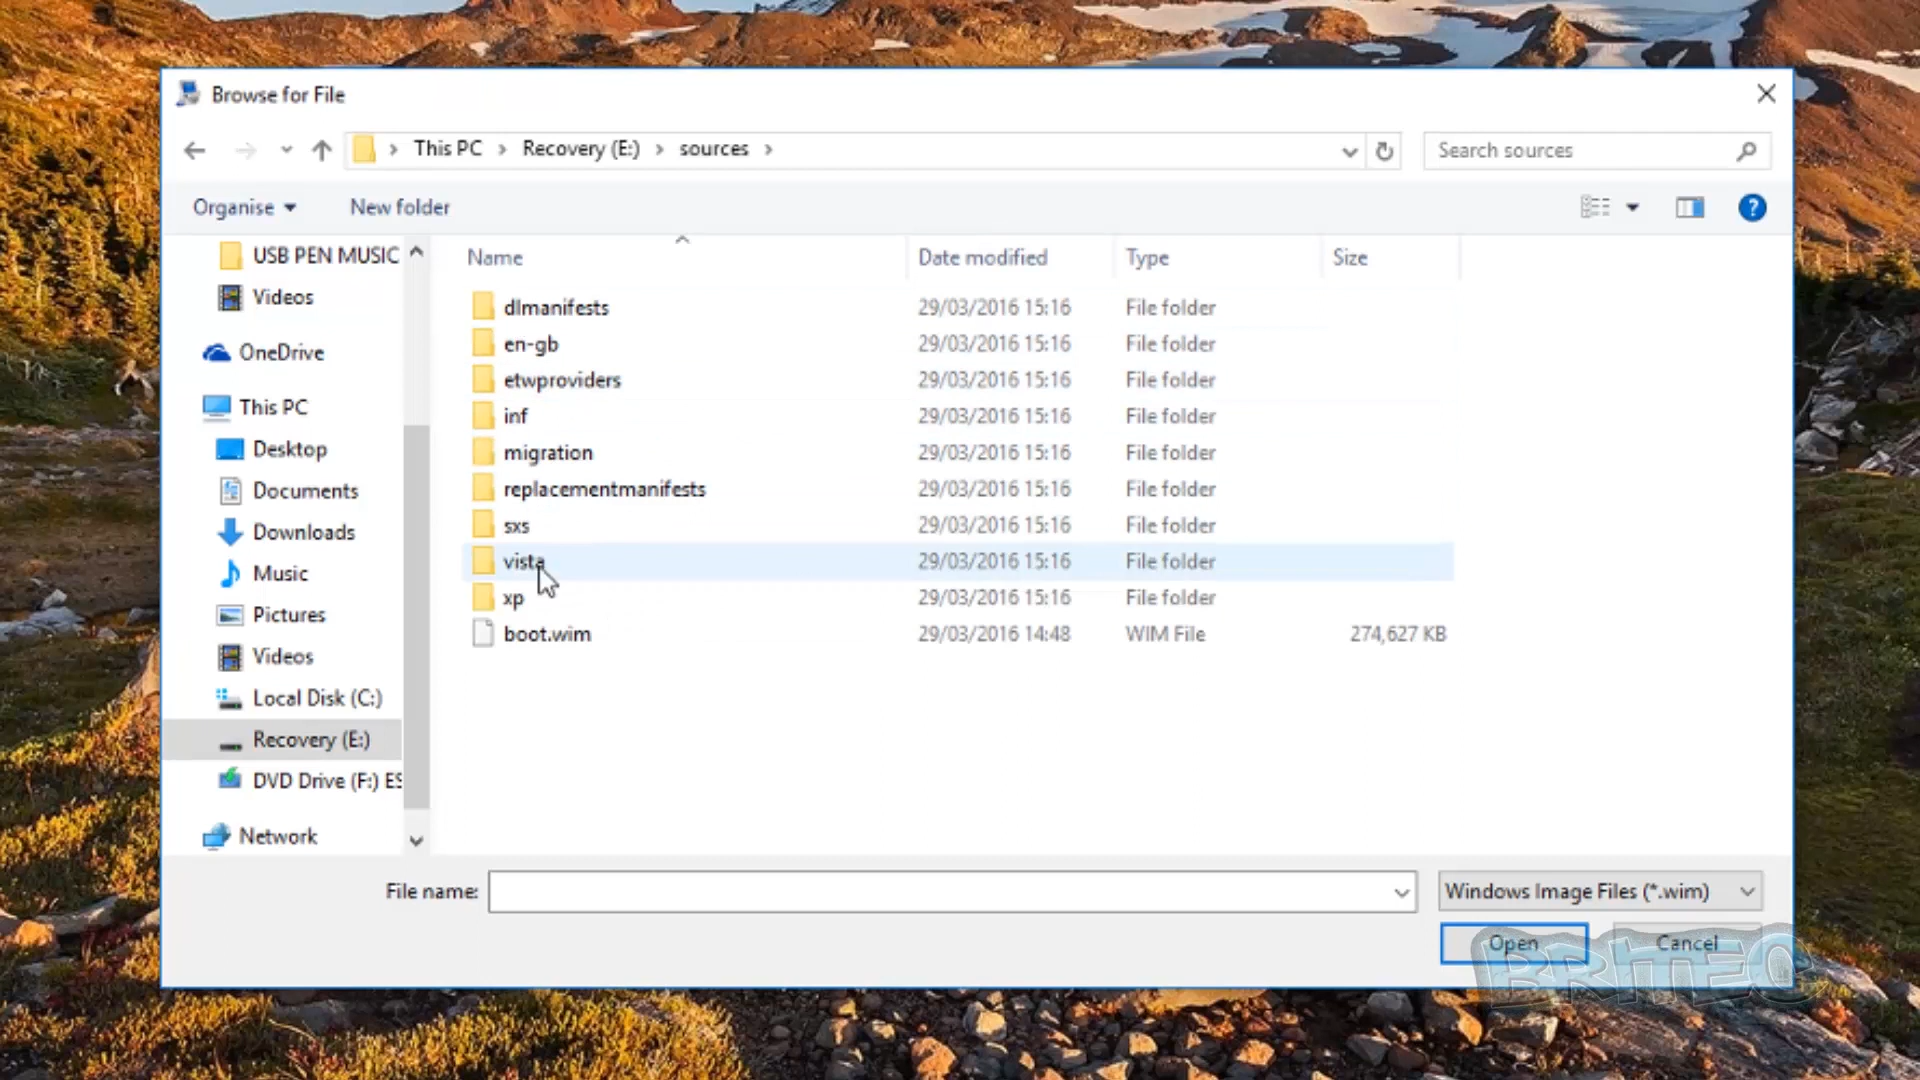 Browse for File
This PC > Recovery (E:) > sources >
Search sources
Organise
New folder
?
USB PEN MUSIC
Videos
OneDrive
This PC
Desktop
Documents
Downloads
Music
Pictures
Videos
Local Disk (C:)
Recovery (E:)
DVD Drive (F:) ES
Network
Name Date modified Type Size
dlmanifests 29/03/2016 15:16 File folder
en-gb 29/03/2016 15:16 File folder
etwproviders 29/03/2016 15:16 File folder
inf 29/03/2016 15:16 File folder
migration 29/03/2016 15:16 File folder
replacementmanifests 29/03/2016 15:16 File folder
sxs 29/03/2016 15:16 File folder
vista 29/03/2016 15:16 File folder
xp 29/03/2016 15:16 File folder
boot.wim 29/03/2016 14:48 WIM File 274,627 KB
File name:
Windows Image Files (*.wim)
Open
Cancel
BRITEC